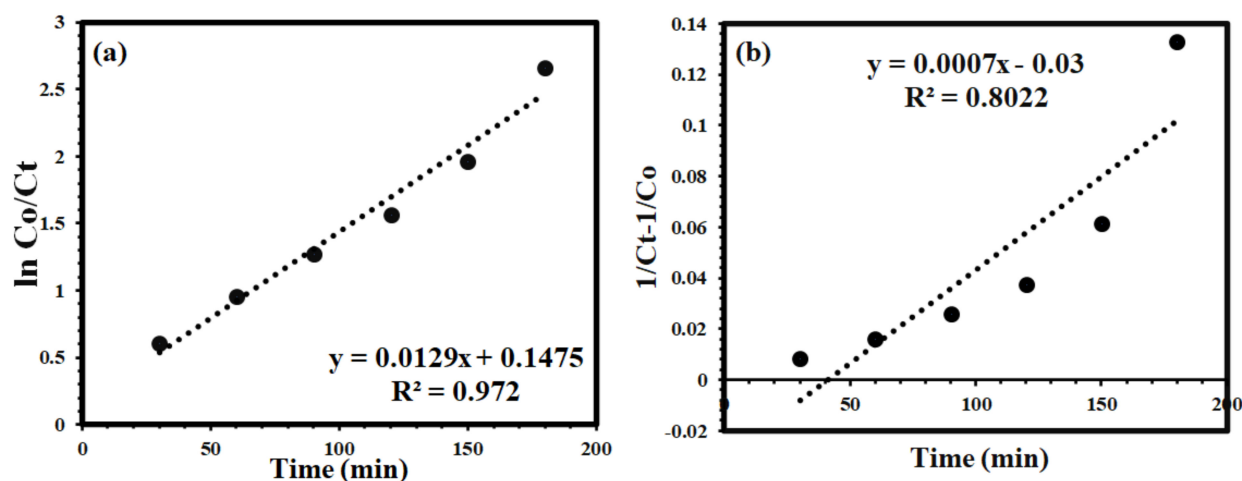 (a)
ln Co/Ct
3
2.5
2
1.5
1
0.5
0
y = 0.0129x + 0.1475
R² = 0.972
0 50 100 150 200
Time (min)
(b)
1/Ct-1/Co
0.14
0.12
0.1
0.08
0.06
0.04
0.02
0
-0.02
y = 0.0007x - 0.03
R² = 0.8022
0 50 100 150 200
Time (min)